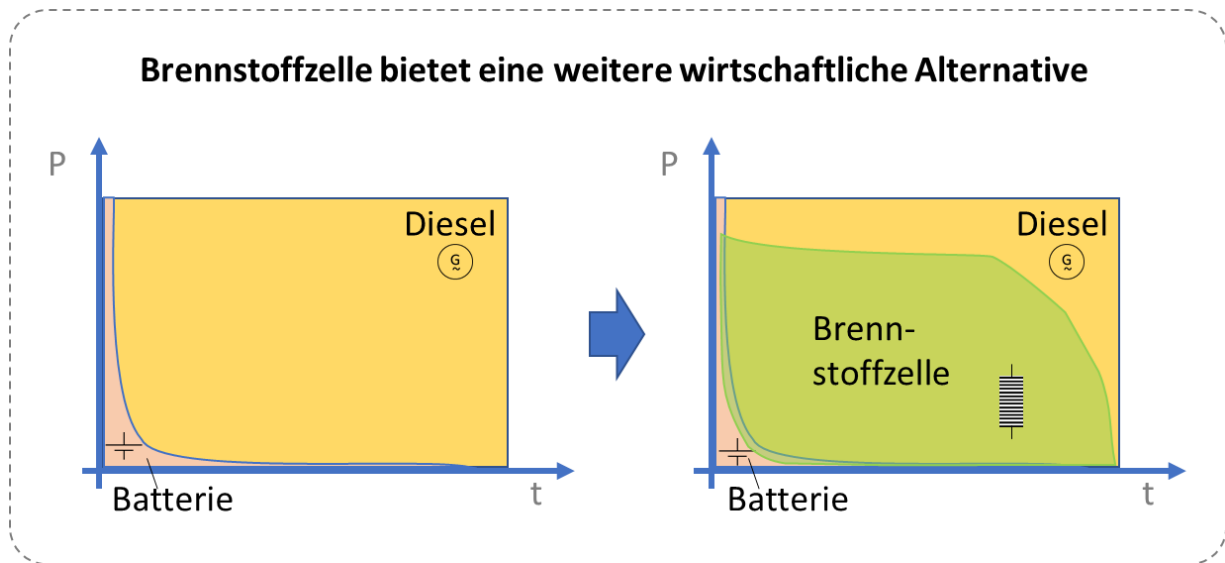 Brennstoffzelle bietet eine weitere wirtschaftliche Alternative
P
Diesel
G
~
Batterie
t
P
Diesel
G
~
Brenn-
stoffzelle
Batterie
t